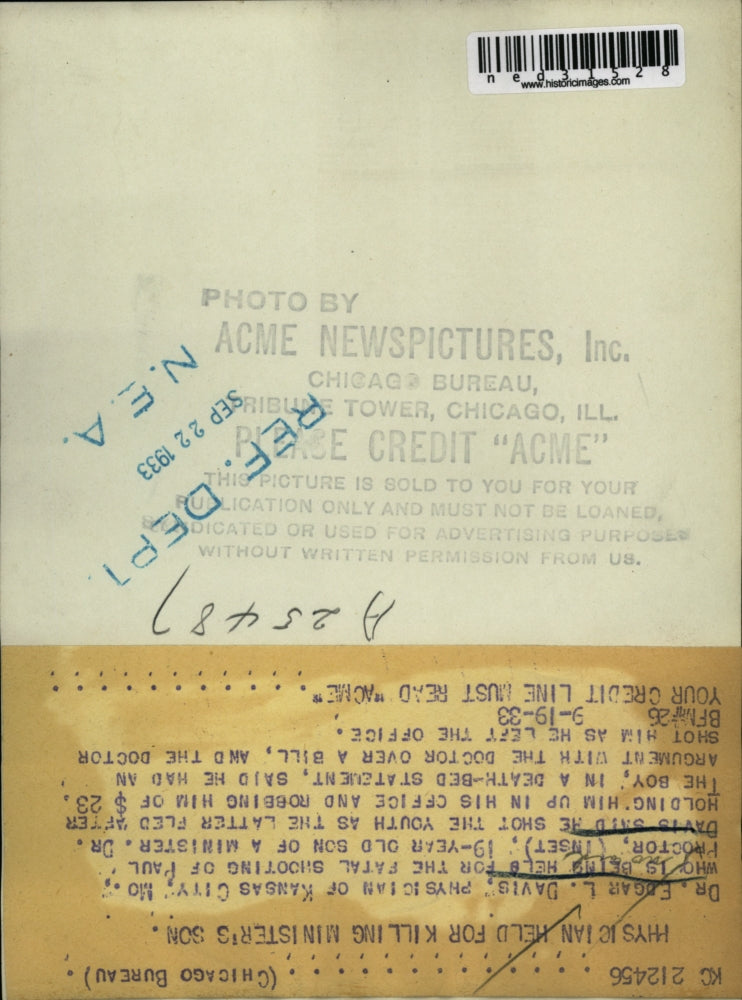 ned31528
www.historicimages.com
PHOTO BY
ACME NEWSPICTURES, Inc.
CHICAGO BUREAU,
TRIBUNE TOWER, CHICAGO, ILL.
PLEASE CREDIT "ACME"
THIS PICTURE IS SOLD TO YOU FOR YOUR
PUBLICATION ONLY AND MUST NOT BE LOANED,
SYNDICATED OR USED FOR ADVERTISING PURPOSES
WITHOUT WRITTEN PERMISSION FROM US.
REF. DEPT.
SEP 22 1933
N.E.A.
A25487
KC 212456 . . . . . . . . . . . . (CHICAGO BUREAU).
PHYSICIAN HELD FOR KILLING MINISTER'S SON.
DR. EDGAR L. DAVIS, PHYSICIAN OF KANSAS CITY, MO.,
WHO IS BEING HELD FOR THE FATAL SHOOTING OF PAUL
PROCTOR, (INSET), 19-YEAR OLD SON OF A MINISTER. DR.
DAVIS SAID HE SHOT THE YOUTH AS THE LATTER FLED AFTER
HOLDING HIM UP IN HIS OFFICE AND ROBBING HIM OF $ 23.
THE BOY, IN A DEATH-BED STATEMENT, SAID HE HAD AN
ARGUMENT WITH THE DOCTOR OVER A BILL, AND THE DOCTOR
SHOT HIM AS HE LEFT THE OFFICE.
9-19-33
YOUR CREDIT LINE MUST READ "ACME"